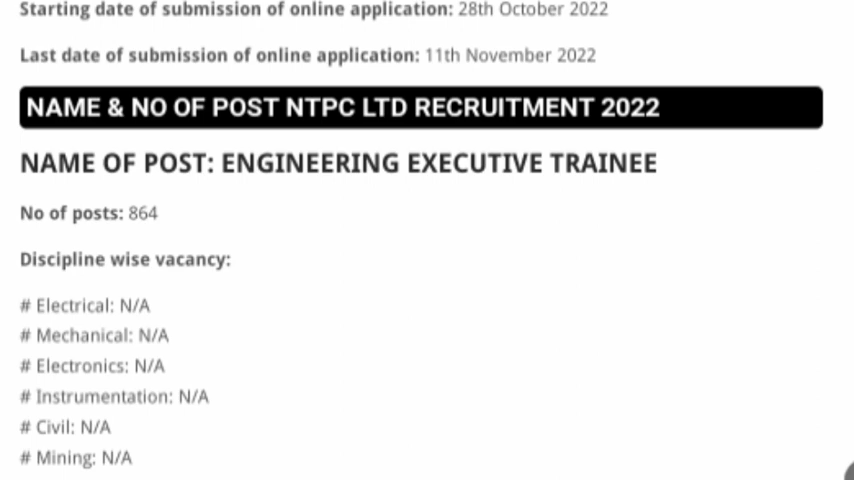 Starting date of submission of online application: 28th October 2022
Last date of submission of online application: 11th November 2022
NAME & NO OF POST NTPC LTD RECRUITMENT 2022
NAME OF POST: ENGINEERING EXECUTIVE TRAINEE
No of posts: 864
Discipline wise vacancy:
# Electrical: N/A
# Mechanical: N/A
# Electronics: N/A
# Instrumentation: N/A
# Civil: N/A
# Mining: N/A